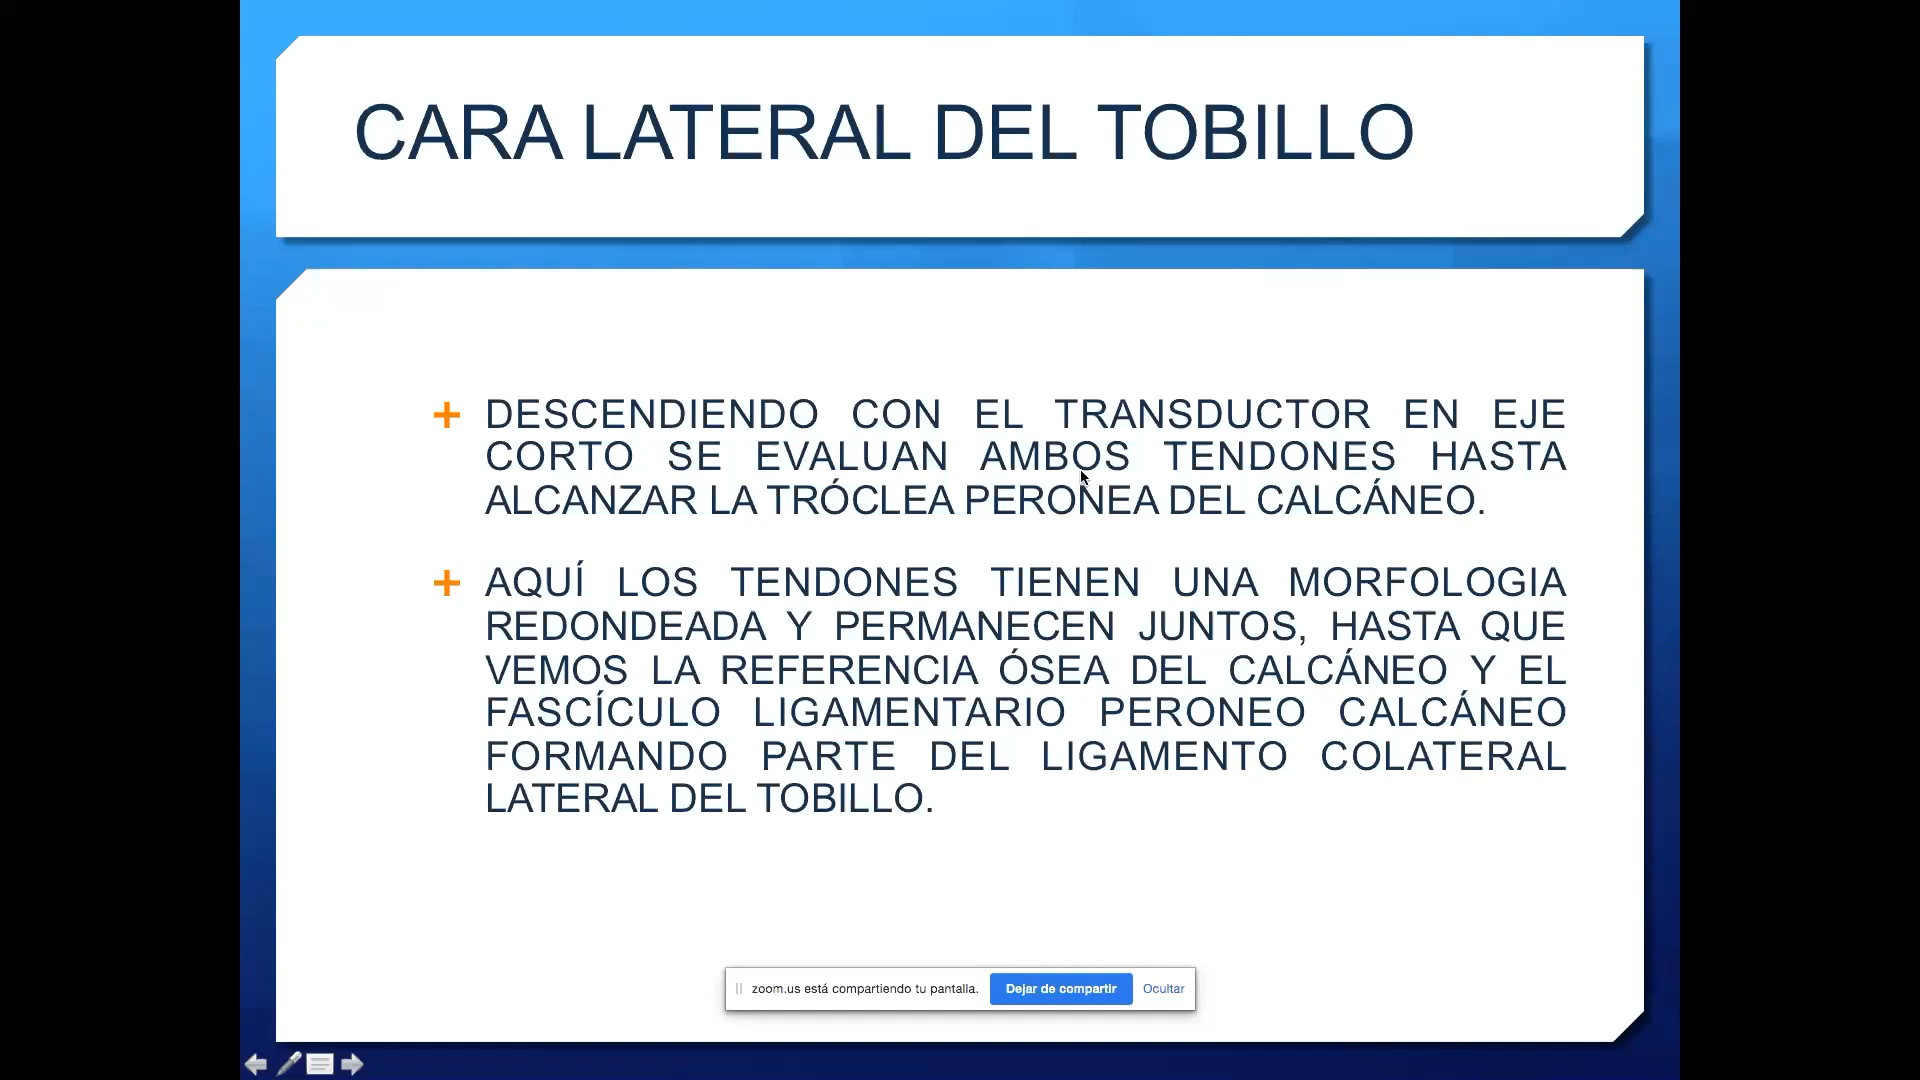 CARA LATERAL DEL TOBILLO
DESCENDIENDO CON EL TRANSDUCTOR EN EJE
CORTO SE EVALUAN AMBOS TENDONES HASTA
ALCANZAR LA TRÓCLEA PERONEA DEL CALCÁNEO.
AQUÍ LOS TENDONES TIENEN UNA MORFOLOGIA
REDONDEADA Y PERMANECEN JUNTOS, HASTA QUE
VEMOS LA REFERENCIA ÓSEA DEL CALCÁNEO Y EL
FASCÍCULO LIGAMENTARIO PERONEO CALCÁNEO
FORMANDO PARTE DEL LIGAMENTO COLATERAL
LATERAL DEL TOBILLO.
zoom.us está compartiendo tu pantalla. Dejar de compartir Ocultar